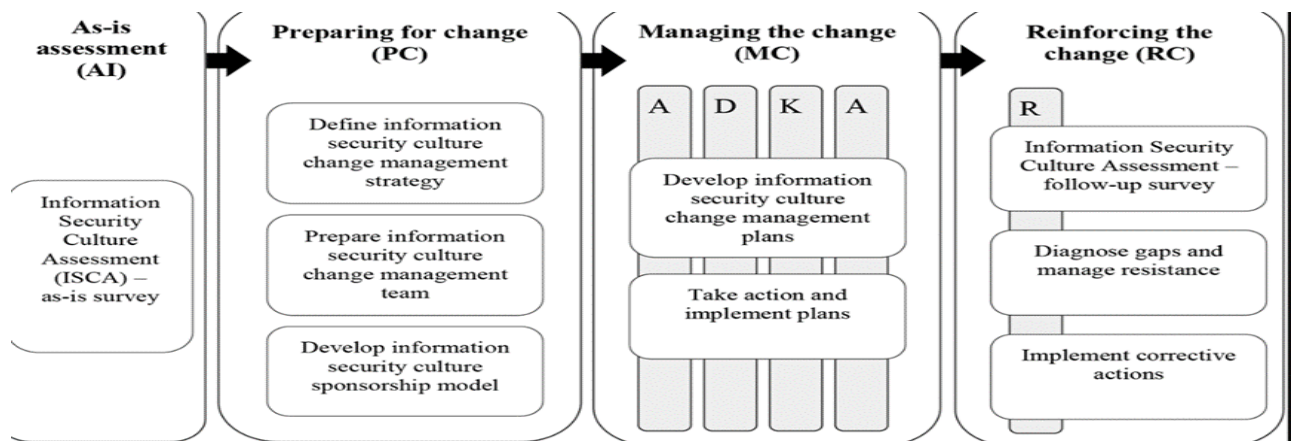 As-is
assessment
(AI)
Information
Security
Culture
Assessment
(ISCA) –
as-is survey
Preparing for change
(PC)
Define information
security culture
change management
strategy
Prepare information
security culture
change management
team
Develop information
security culture
sponsorship model
Managing the change
(MC)
A D K A
Develop information
security culture
change management
plans
Take action and
implement plans
Reinforcing the
change (RC)
R
Information Security
Culture Assessment –
follow-up survey
Diagnose gaps and
manage resistance
Implement corrective
actions